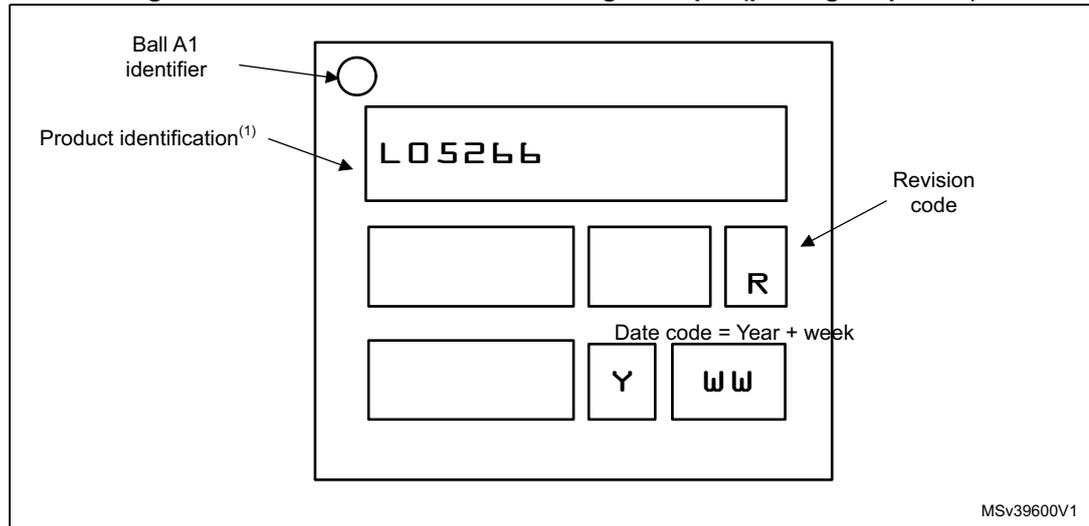 Ball A1
identifier
Product identification(1)
L05266
Revision
code
R
Date code = Year + week
Y
WW
MSv39600V1